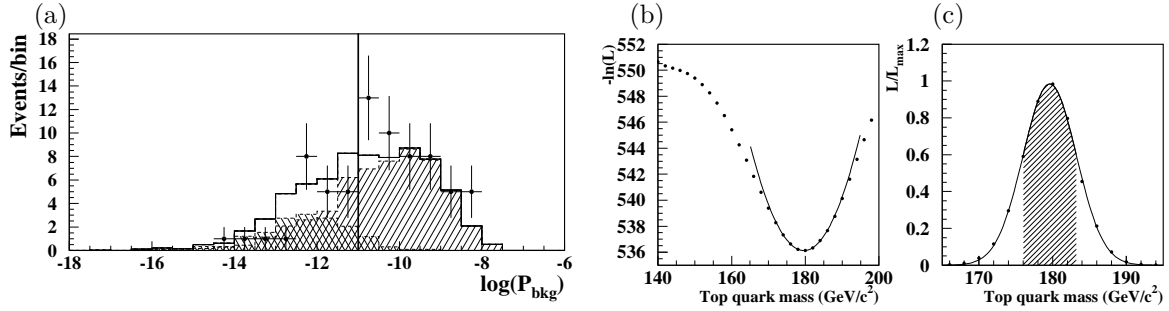 (a)
Events/bin
18
16
14
12
10
8
6
4
2
0
-18 -16 -14 -12 -10 -8 -6
log(P_bkg)
(b)
-ln(L)
552
550
548
546
544
542
540
538
536
140 160 180 200
Top quark mass (GeV/c²)
(c)
L/L_max
1.2
1
0.8
0.6
0.4
0.2
0
170 180 190
Top quark mass (GeV/c²)